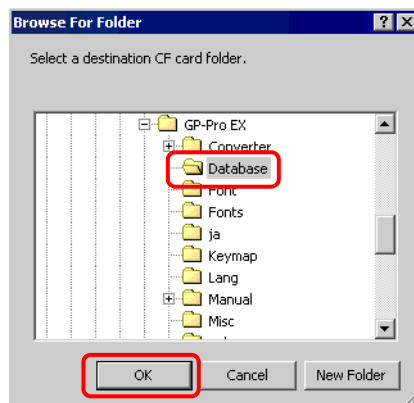 Browse For Folder
Select a destination CF card folder.
GP-Pro EX
Converter
Database
Font
Fonts
ja
Keymap
Lang
Manual
Misc
OK
Cancel
New Folder